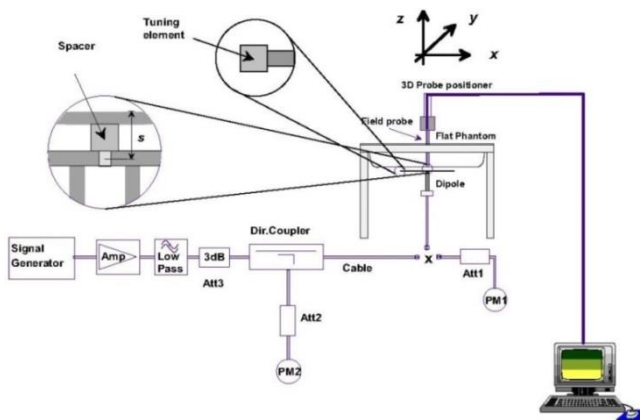 Tuning
element
Spacer
s
z
y
x
3D Probe positioner
Field probe
Flat Phantom
Dipole
Signal
Generator
Amp
Low
Pass
3dB
Att3
Dir.Coupler
Cable
x
Att1
PM1
Att2
PM2